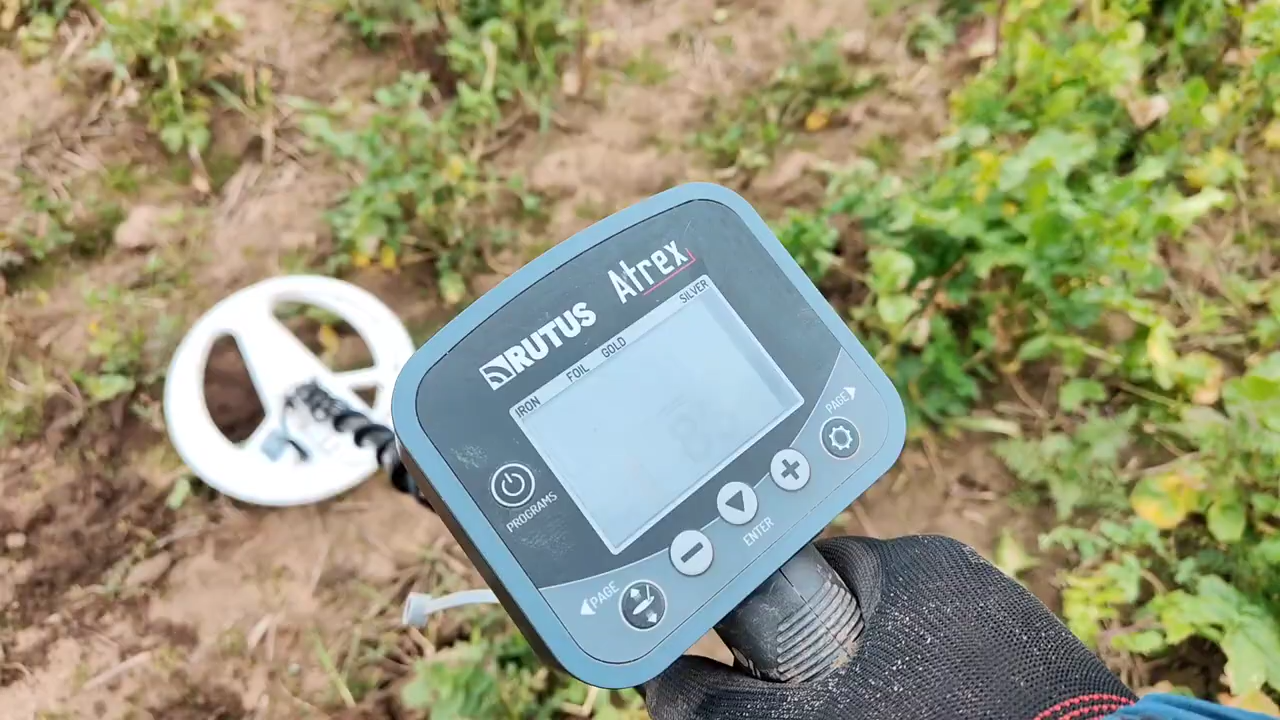 RUTUS Atrex
IRON FOIL GOLD SILVER
PROGRAMS
PAGE
ENTER
PAGE